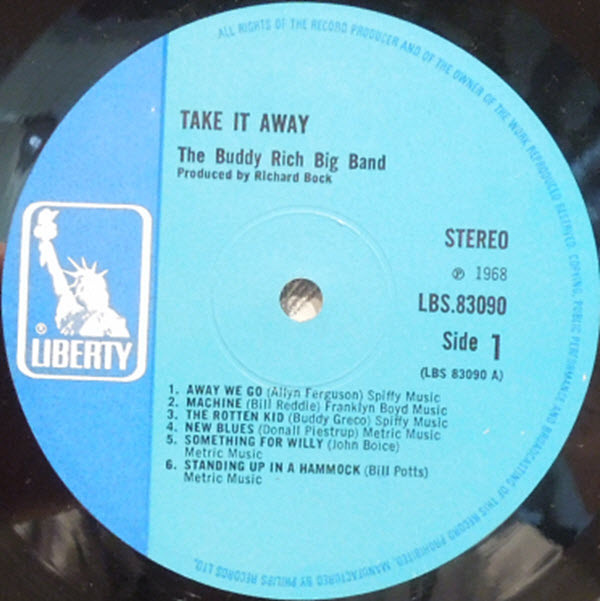 ALL RIGHTS OF THE RECORD PRODUCER AND OF THE OWNER OF THE WORK REPRODUCED RESERVED. COPYING, PUBLIC PERFORMANCE AND BROADCASTING OF THIS RECORD PROHIBITED. MANUFACTURED BY PHILIPS RECORDS LTD.
TAKE IT AWAY
The Buddy Rich Big Band
Produced by Richard Bock
STEREO
℗ 1968
LBS.83090
Side 1
(LBS 83090 A)
® LIBERTY
1. AWAY WE GO (Allyn Ferguson) Spiffy Music
2. MACHINE (Bill Reddie) Franklyn Boyd Music
3. THE ROTTEN KID (Buddy Greco) Spiffy Music
4. NEW BLUES (Donall Piestrup) Metric Music
5. SOMETHING FOR WILLY (John Boice)
Metric Music
6. STANDING UP IN A HAMMOCK (Bill Potts)
Metric Music